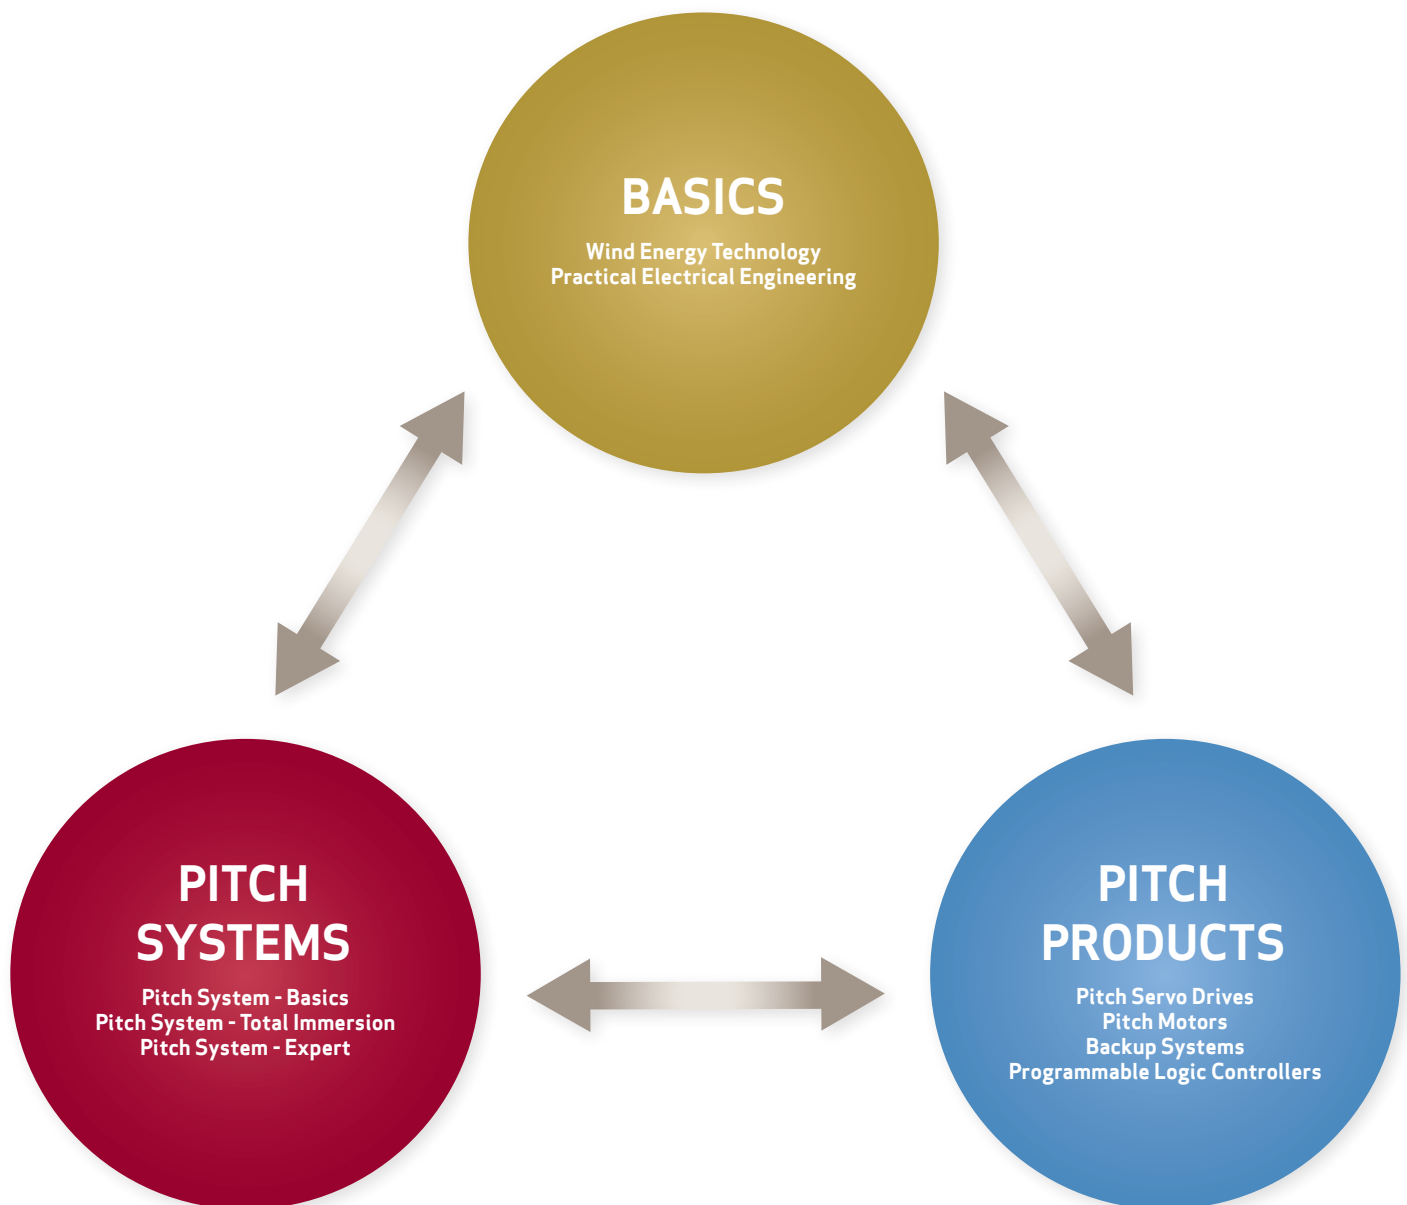 BASICS
Wind Energy Technology
Practical Electrical Engineering
PITCH
SYSTEMS
Pitch System - Basics
Pitch System - Total Immersion
Pitch System - Expert
PITCH
PRODUCTS
Pitch Servo Drives
Pitch Motors
Backup Systems
Programmable Logic Controllers